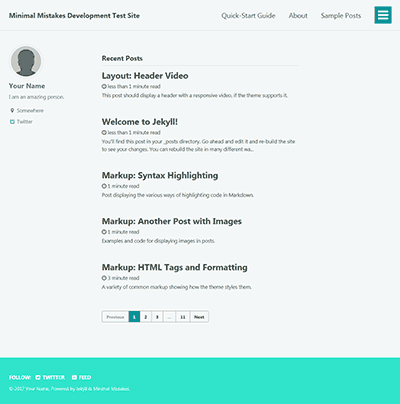 Minimal Mistakes Development Test Site
Quick-Start Guide About Sample Posts
Your Name
I am an amazing person.
Somewhere
Twitter
Recent Posts
Layout: Header Video
less than 1 minute read
This post should display a header with a responsive video, if the theme supports it.
Welcome to Jekyll!
less than 1 minute read
You'll find this post in your _posts directory. Go ahead and edit it and re-build the site
to see your changes. You can rebuild the site in many different wa...
Markup: Syntax Highlighting
1 minute read
Post displaying the various ways of highlighting code in Markdown.
Markup: Another Post with Images
1 minute read
Examples and code for displaying images in posts.
Markup: HTML Tags and Formatting
3 minute read
A variety of common markup showing how the theme styles them.
Previous 1 2 3 ... 11 Next
FOLLOW: TWITTER FEED
© 2017 Your Name. Powered by Jekyll & Minimal Mistakes.